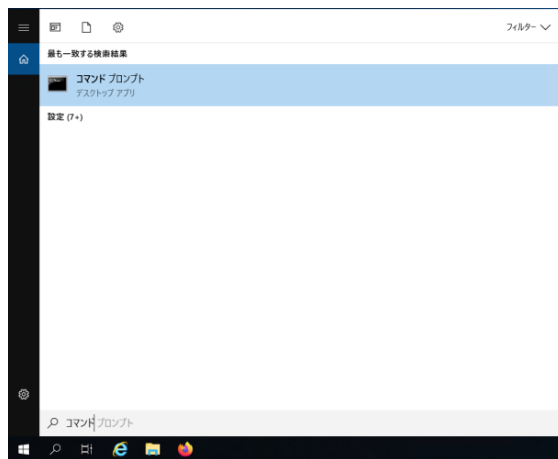 フィルター
最も一致する検索結果
コマンド プロンプト
デスクトップ アプリ
設定 (7+)
コマンド プロンプト